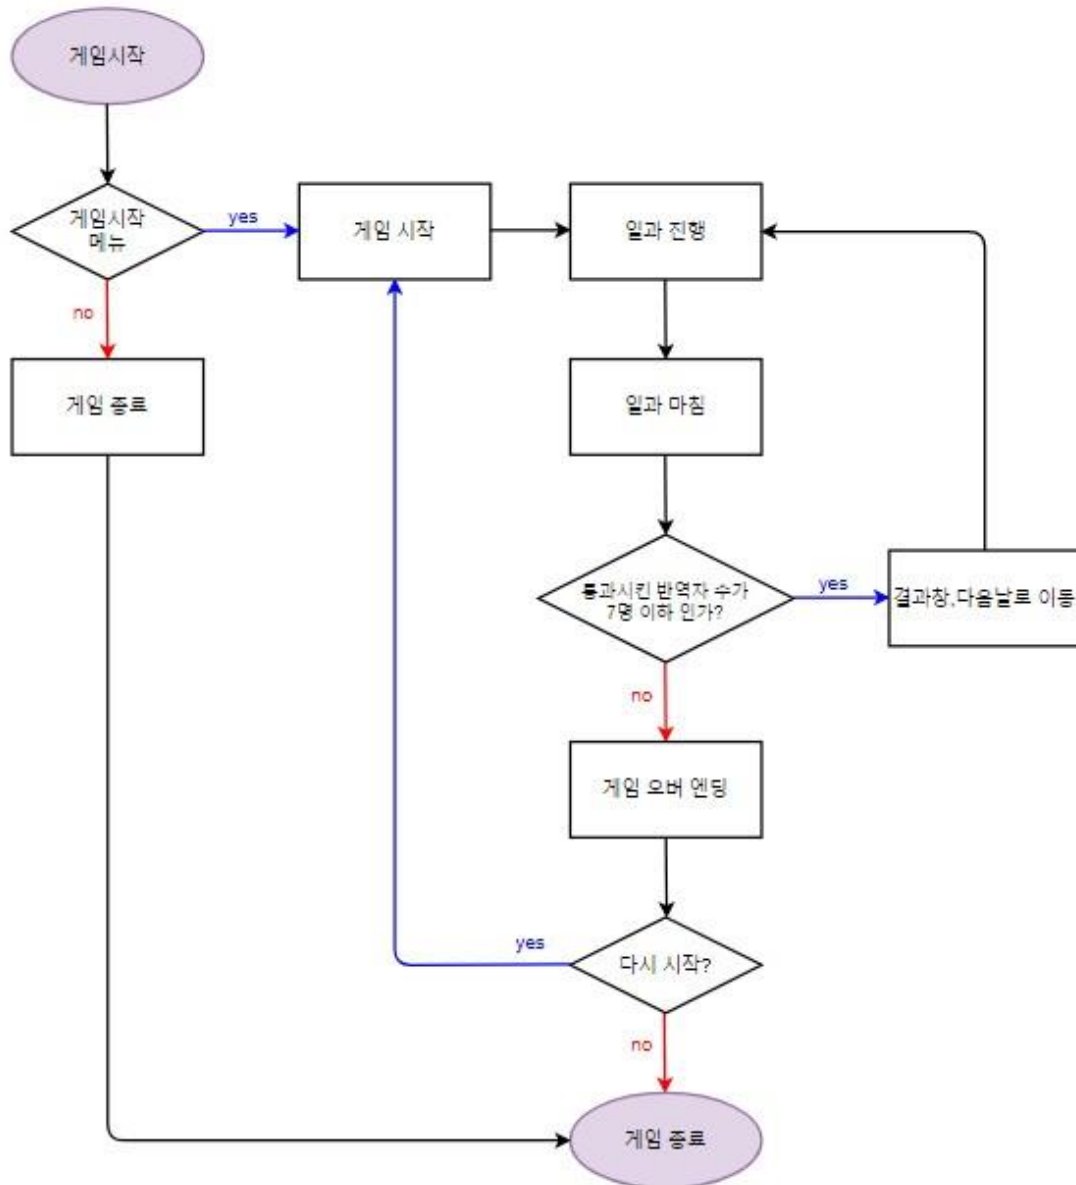 게임시작
게임시작
메뉴
yes
게임 시작
일과 진행
no
게임 종료
일과 마침
통과시킨 반역자 수가
7명 이하 인가?
yes
결과창,다음날로 이동
no
게임 오버 엔딩
yes
다시 시작?
no
게임 종료